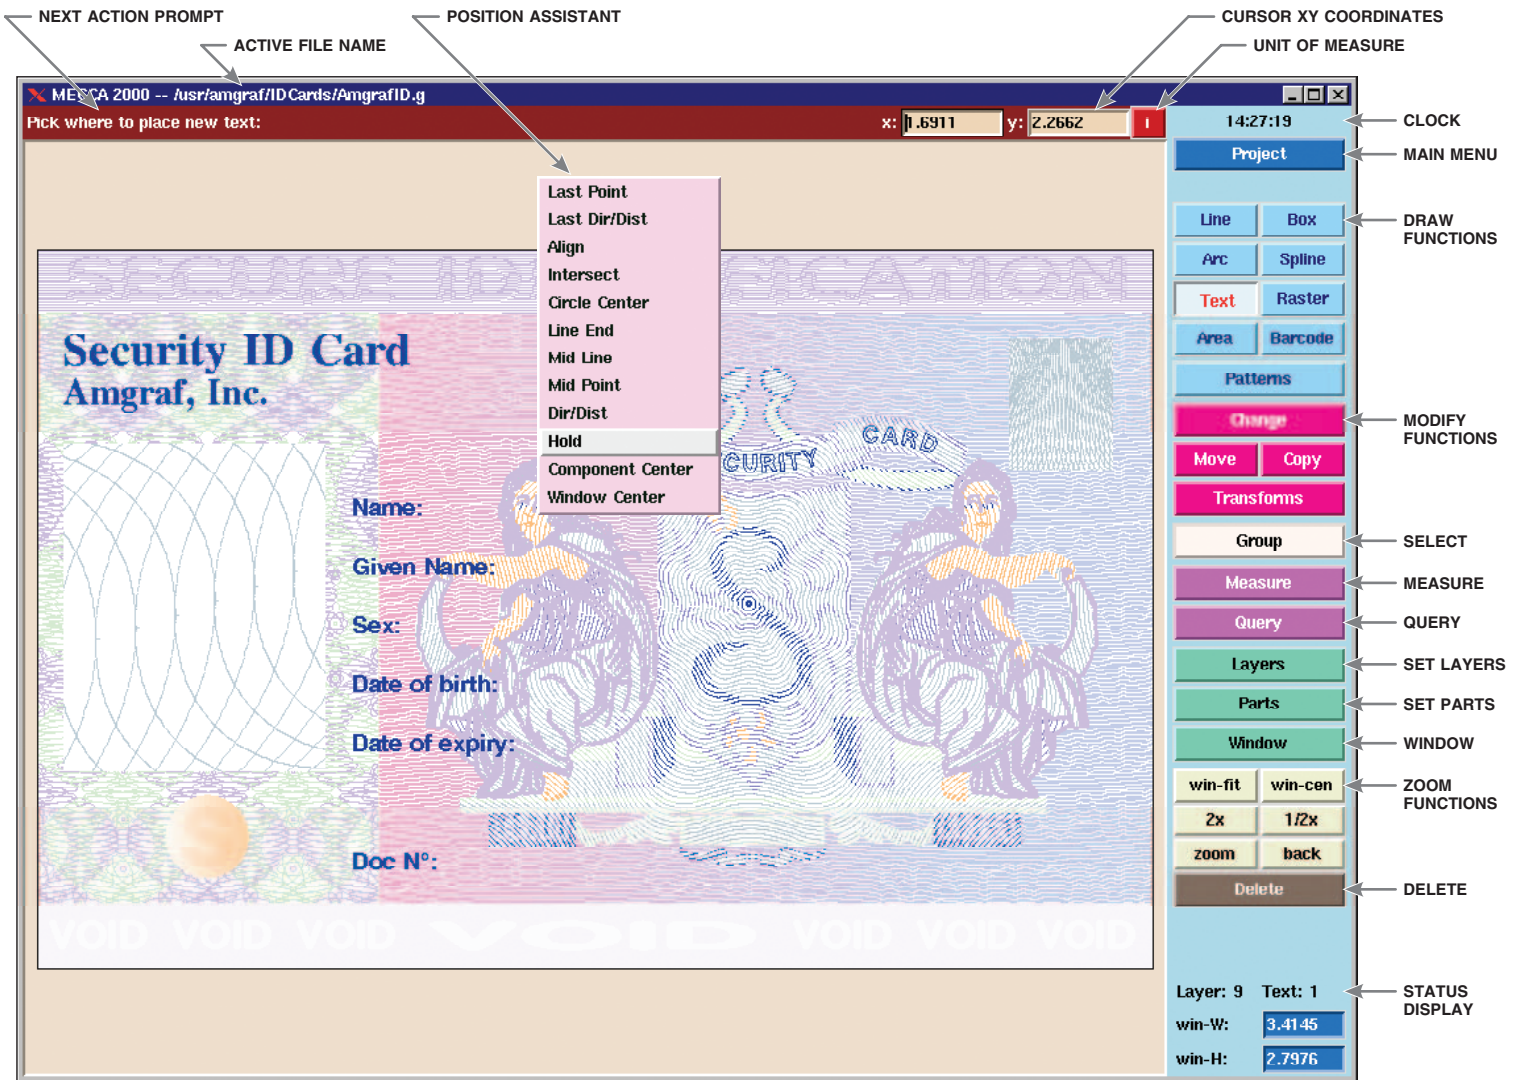 NEXT ACTION PROMPT
POSITION ASSISTANT
CURSOR XY COORDINATES
ACTIVE FILE NAME
UNIT OF MEASURE
MECCA 2000 -- /usr/amgraf/IDCards/AmgrafID.g
Pick where to place new text:
x: 1.6911 y: 2.2662 i
14:27:19
CLOCK
Project
MAIN MENU
Last Point
Last Dir/Dist
Align
Intersect
Circle Center
Line End
Mid Line
Mid Point
Dir/Dist
Hold
Component Center
Window Center
Line Box
DRAW
FUNCTIONS
Arc Spline
Text Raster
Area Barcode
Patterns
Change
MODIFY
FUNCTIONS
Move Copy
Transforms
Group
SELECT
Measure
MEASURE
Query
QUERY
Layers
SET LAYERS
Parts
SET PARTS
Window
WINDOW
win-fit win-cen
ZOOM
FUNCTIONS
2x 1/2x
zoom back
Delete
DELETE
Layer: 9 Text: 1
STATUS
DISPLAY
win-W: 3.4145
win-H: 2.7976
SECURE ID
FICATION
Security ID Card
Amgraf, Inc.
CURITY
CARD
Name:
Given Name:
Sex:
Date of birth:
Date of expiry:
Doc N°:
VOID VOID VOID VOID VOID VOID VOID